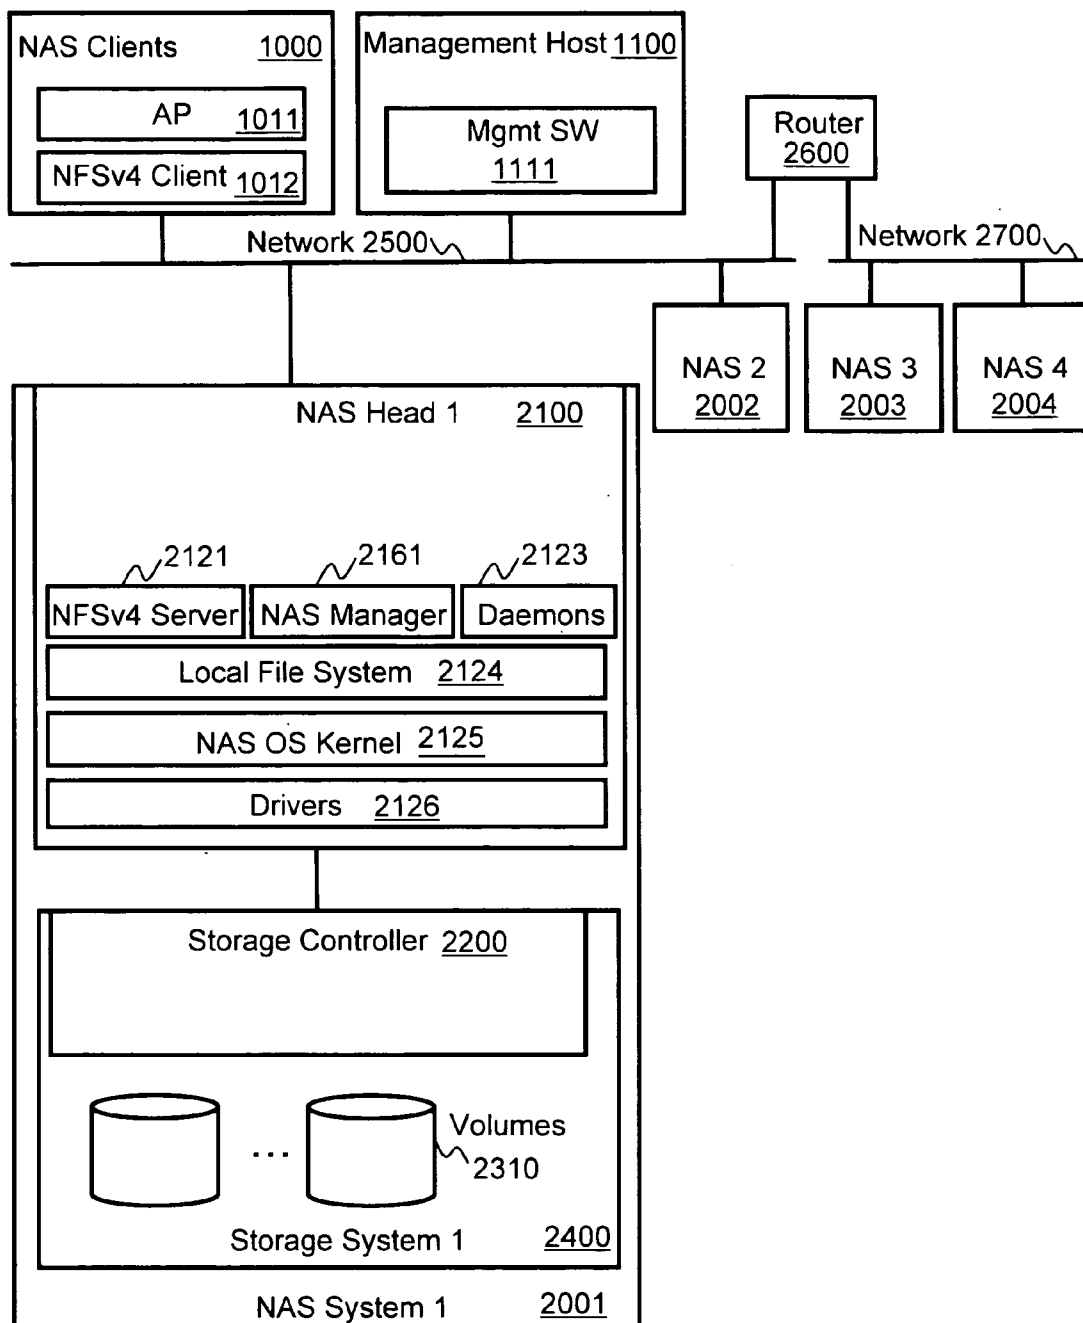 NAS Clients 1000
AP 1011
NFSv4 Client 1012
Management Host 1100
Mgmt SW
1111
Router
2600
Network 2500
Network 2700
NAS 2
2002
NAS 3
2003
NAS 4
2004
NAS Head 1 2100
2121
2161
2123
NFSv4 Server
NAS Manager
Daemons
Local File System 2124
NAS OS Kernel 2125
Drivers 2126
Storage Controller 2200
...
Volumes
2310
Storage System 1 2400
NAS System 1 2001